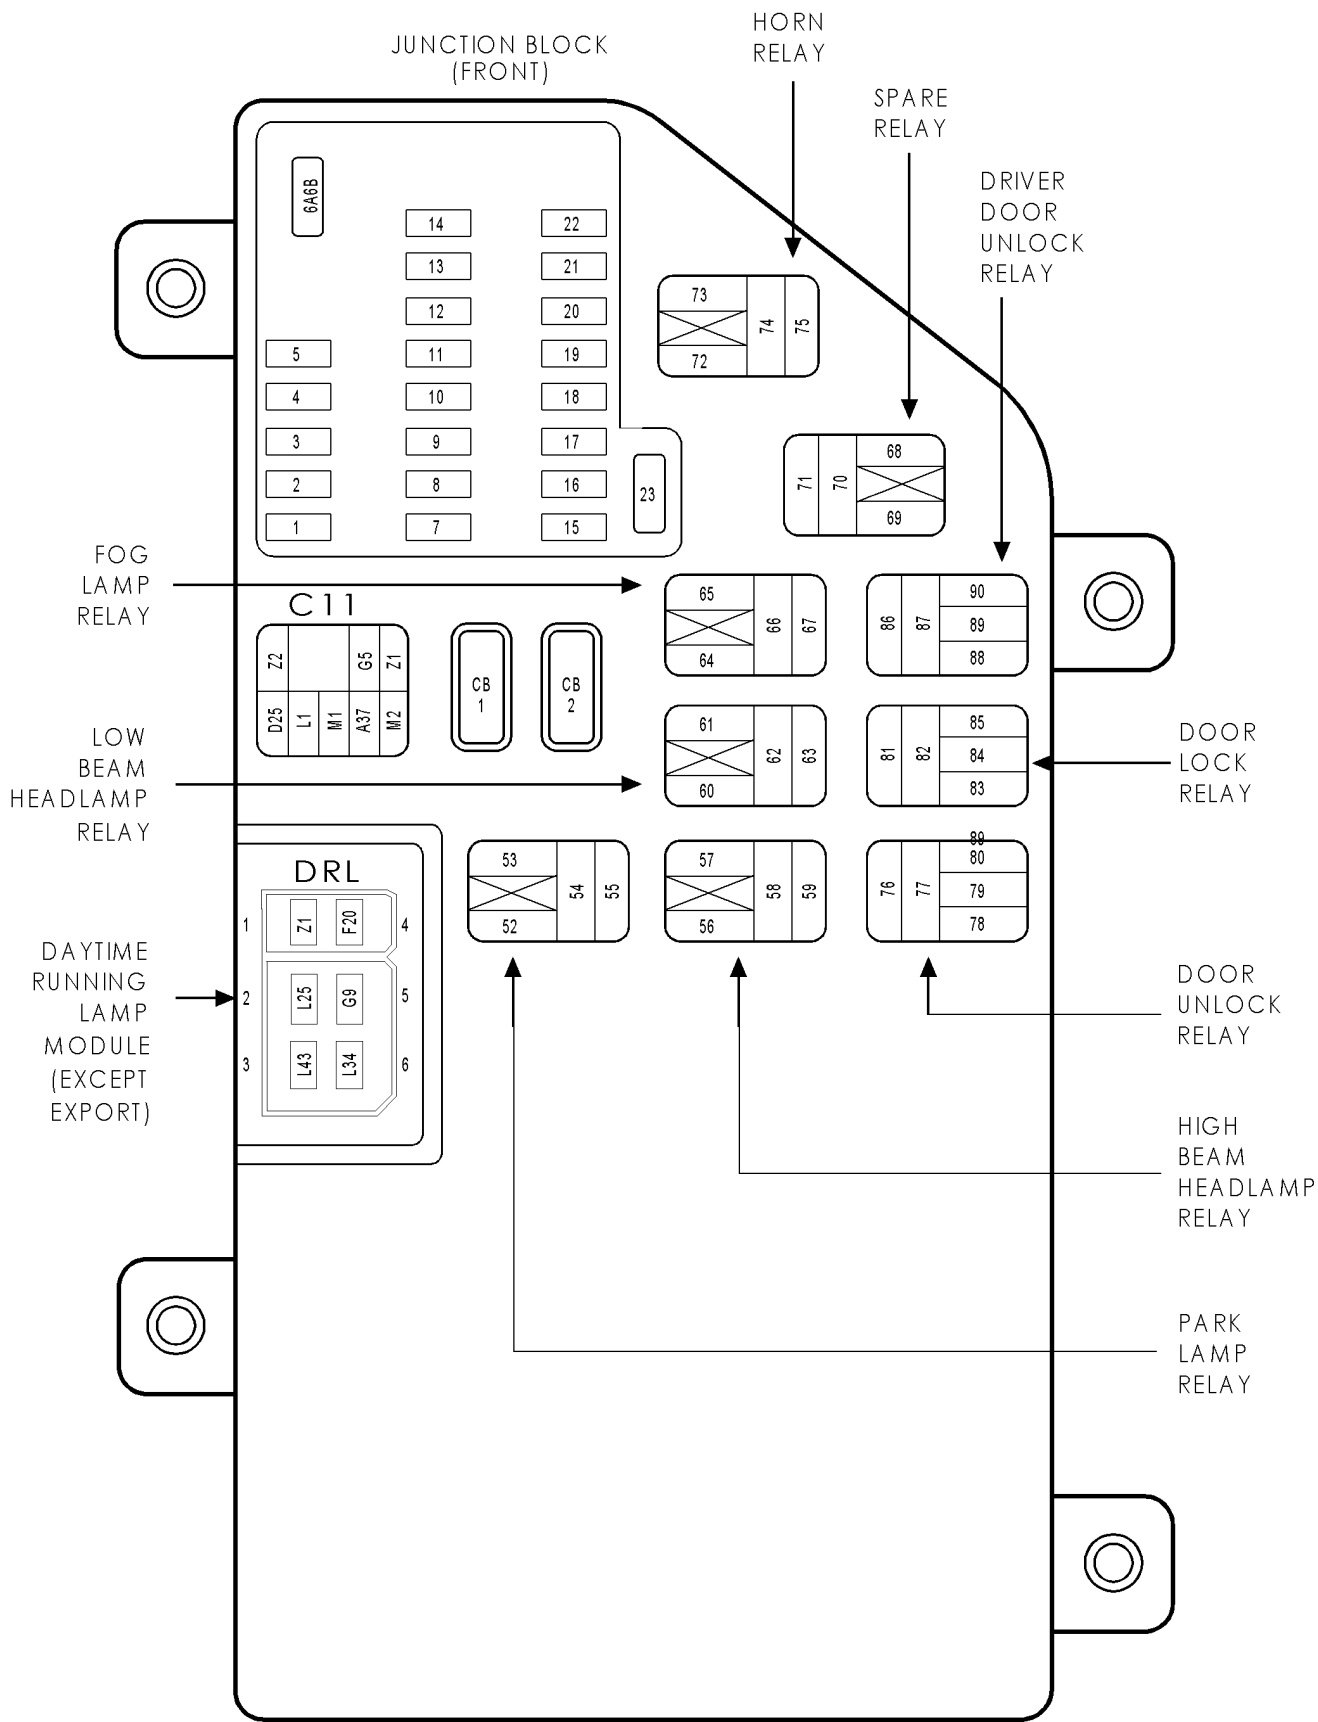 JUNCTION BLOCK
(FRONT)
HORN
RELAY
SPARE
RELAY
DRIVER
DOOR
UNLOCK
RELAY
6A6B
14
22
13
21
12
20
5
11
19
4
10
18
3
9
17
2
8
16
1
7
15
23
73
72
74
75
71
70
68
69
FOG
LAMP
RELAY
65
64
66
67
86
87
90
89
88
C11
Z2
G5
Z1
D25
L1
M1
A37
M2
CB
1
CB
2
LOW
BEAM
HEADLAMP
RELAY
61
60
62
63
81
82
85
84
83
DOOR
LOCK
RELAY
DRL
1
Z1
F20
4
2
L25
G9
5
3
L43
L34
6
DAYTIME
RUNNING
LAMP
MODULE
(EXCEPT
EXPORT)
53
52
54
55
57
56
58
59
76
77
89
80
79
78
DOOR
UNLOCK
RELAY
HIGH
BEAM
HEADLAMP
RELAY
PARK
LAMP
RELAY